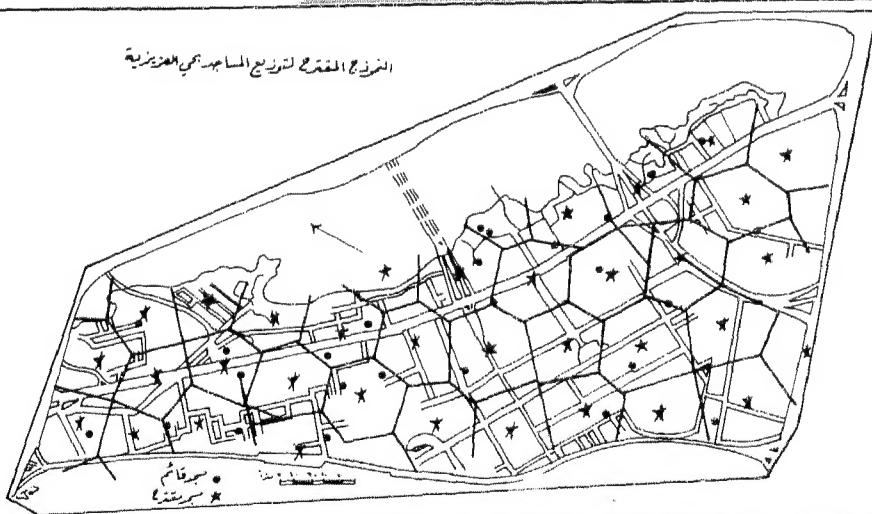 النموذج المقترح لتوزيع المساجد بحي العزيزية
مسجد قائم
مسجد مقترح